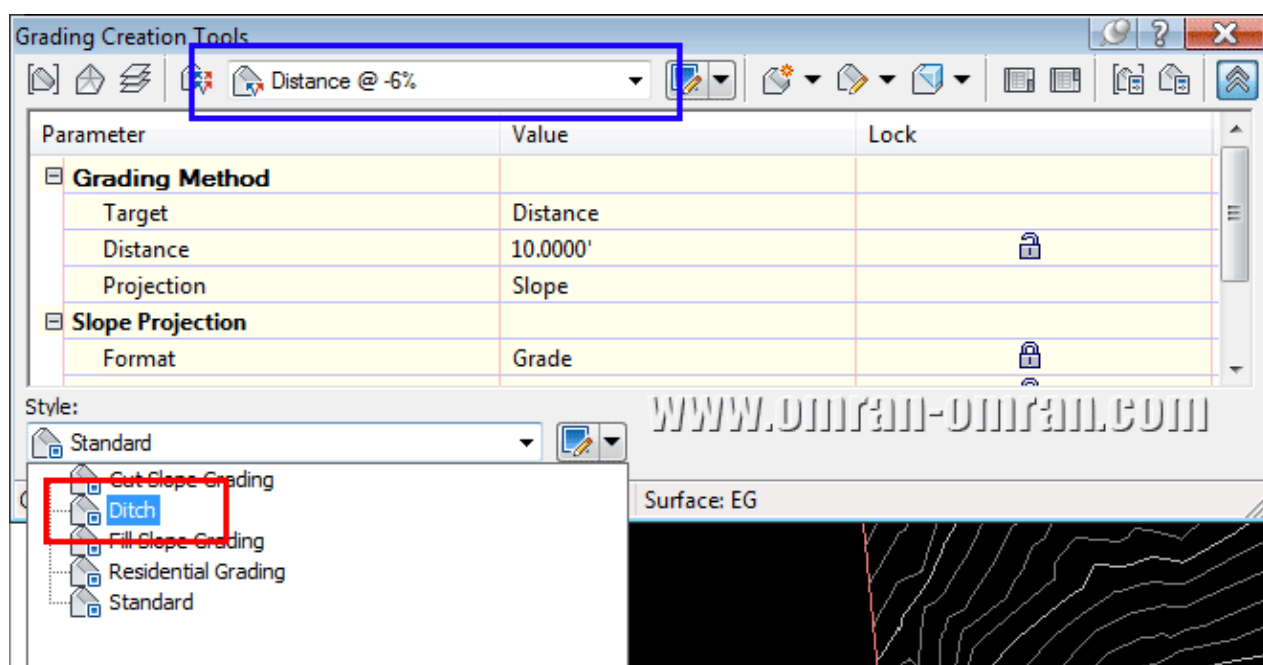 Grading Creation Tools
Distance @ -6%
Parameter Value Lock
Grading Method
Target Distance
Distance 10.0000'
Projection Slope
Slope Projection
Format Grade
Style:
www.omran-omran.com
Standard
Cut Slope Grading
Ditch
Surface: EG
Fill Slope Grading
Residential Grading
Standard